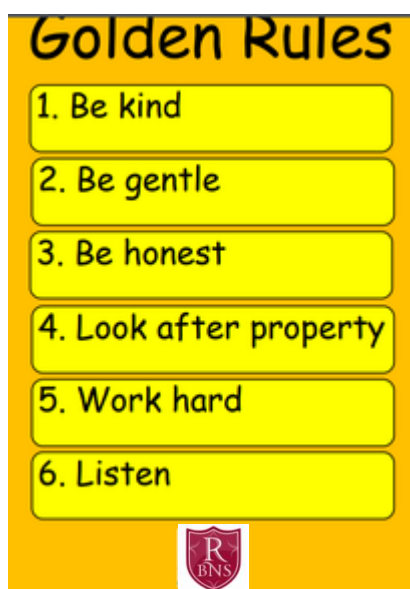 Golden Rules
1. Be kind
2. Be gentle
3. Be honest
4. Look after property
5. Work hard
6. Listen
R
BNS